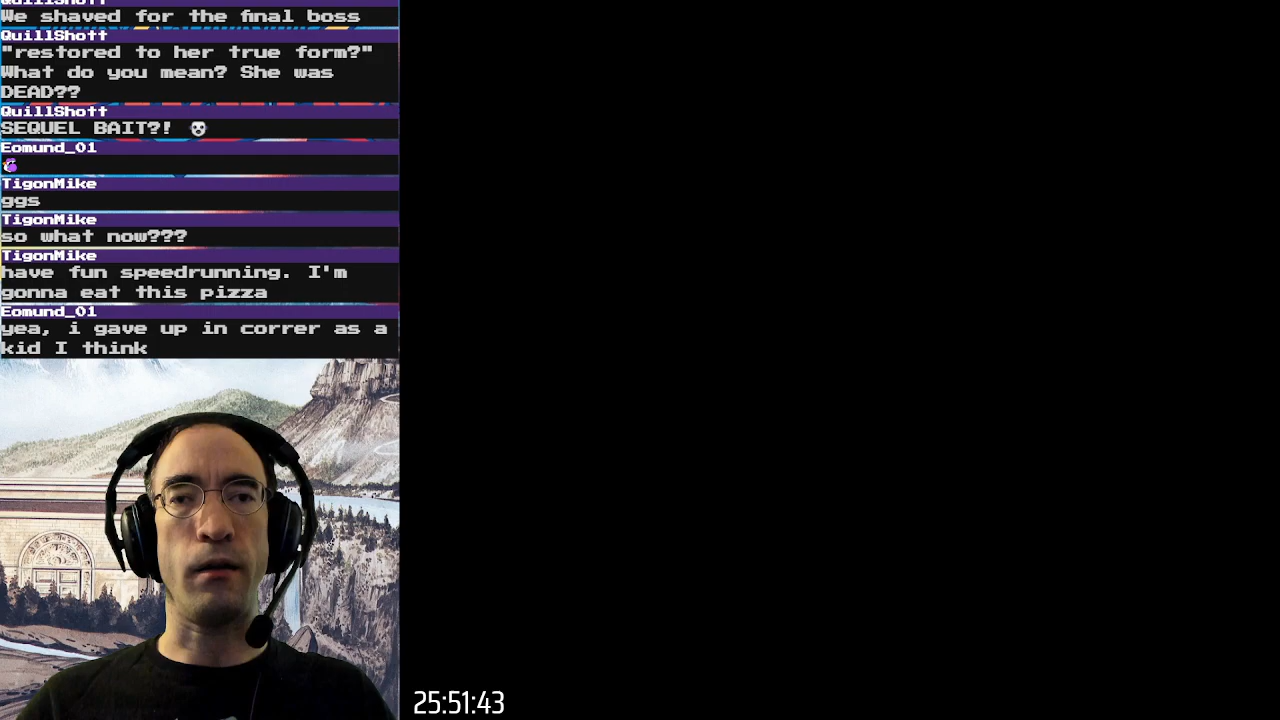 QuillShott
We shaved for the final boss
QuillShott
"restored to her true form?"
What do you mean? She was
DEAD??
QuillShott
SEQUEL BAIT?!
Eomund_01
TigonMike
ggs
TigonMike
so what now???
TigonMike
have fun speedrunning. I'm
gonna eat this pizza
Eomund_01
yea, i gave up in correr as a
kid I think
25:51:43